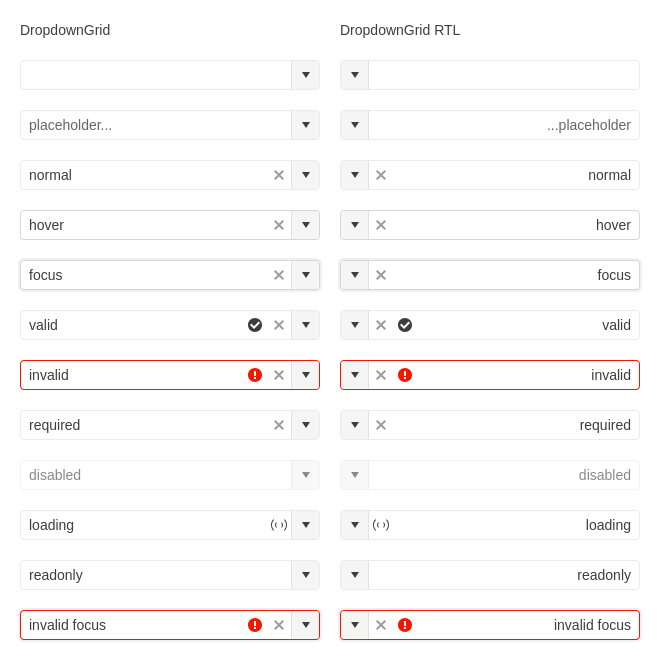 DropdownGrid
DropdownGrid RTL
placeholder...
...placeholder
normal
normal
hover
hover
focus
focus
valid
valid
invalid
invalid
required
required
disabled
disabled
loading
loading
readonly
readonly
invalid focus
invalid focus